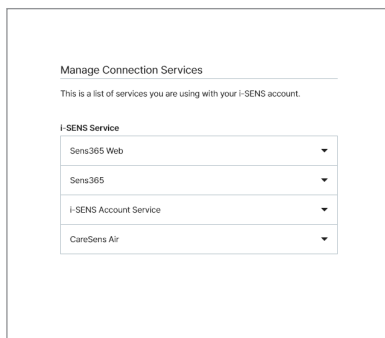 Manage Connection Services
This is a list of services you are using with your i-SENS account.
i-SENS Service
Sens365 Web
Sens365
i-SENS Account Service
CareSens Air